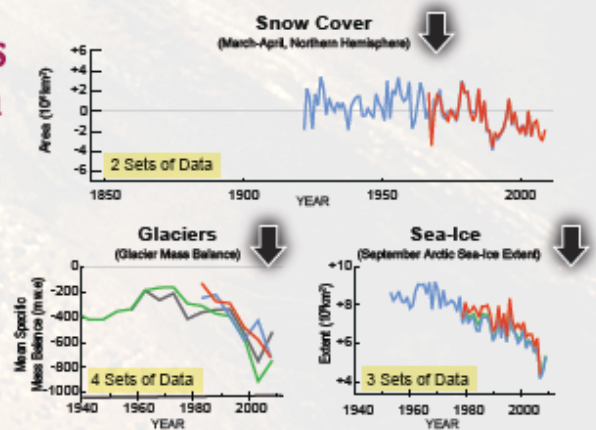 s
Snow Cover
(March-April, Northern Hemisphere)
Area (10⁶km²)
+6
+4
+2
0
-2
-4
-6
2 Sets of Data
1850
1900
1950
2000
YEAR
Glaciers
(Glacier Mass Balance)
Mean Specific
Mass Balance (mwe)
0
-200
-400
-600
-800
-1000
4 Sets of Data
1940
1960
1980
2000
YEAR
Sea-Ice
(September Arctic Sea-Ice Extent)
Extent (10⁶km²)
+10
+8
+6
+4
3 Sets of Data
1940
1960
1980
2000
YEAR